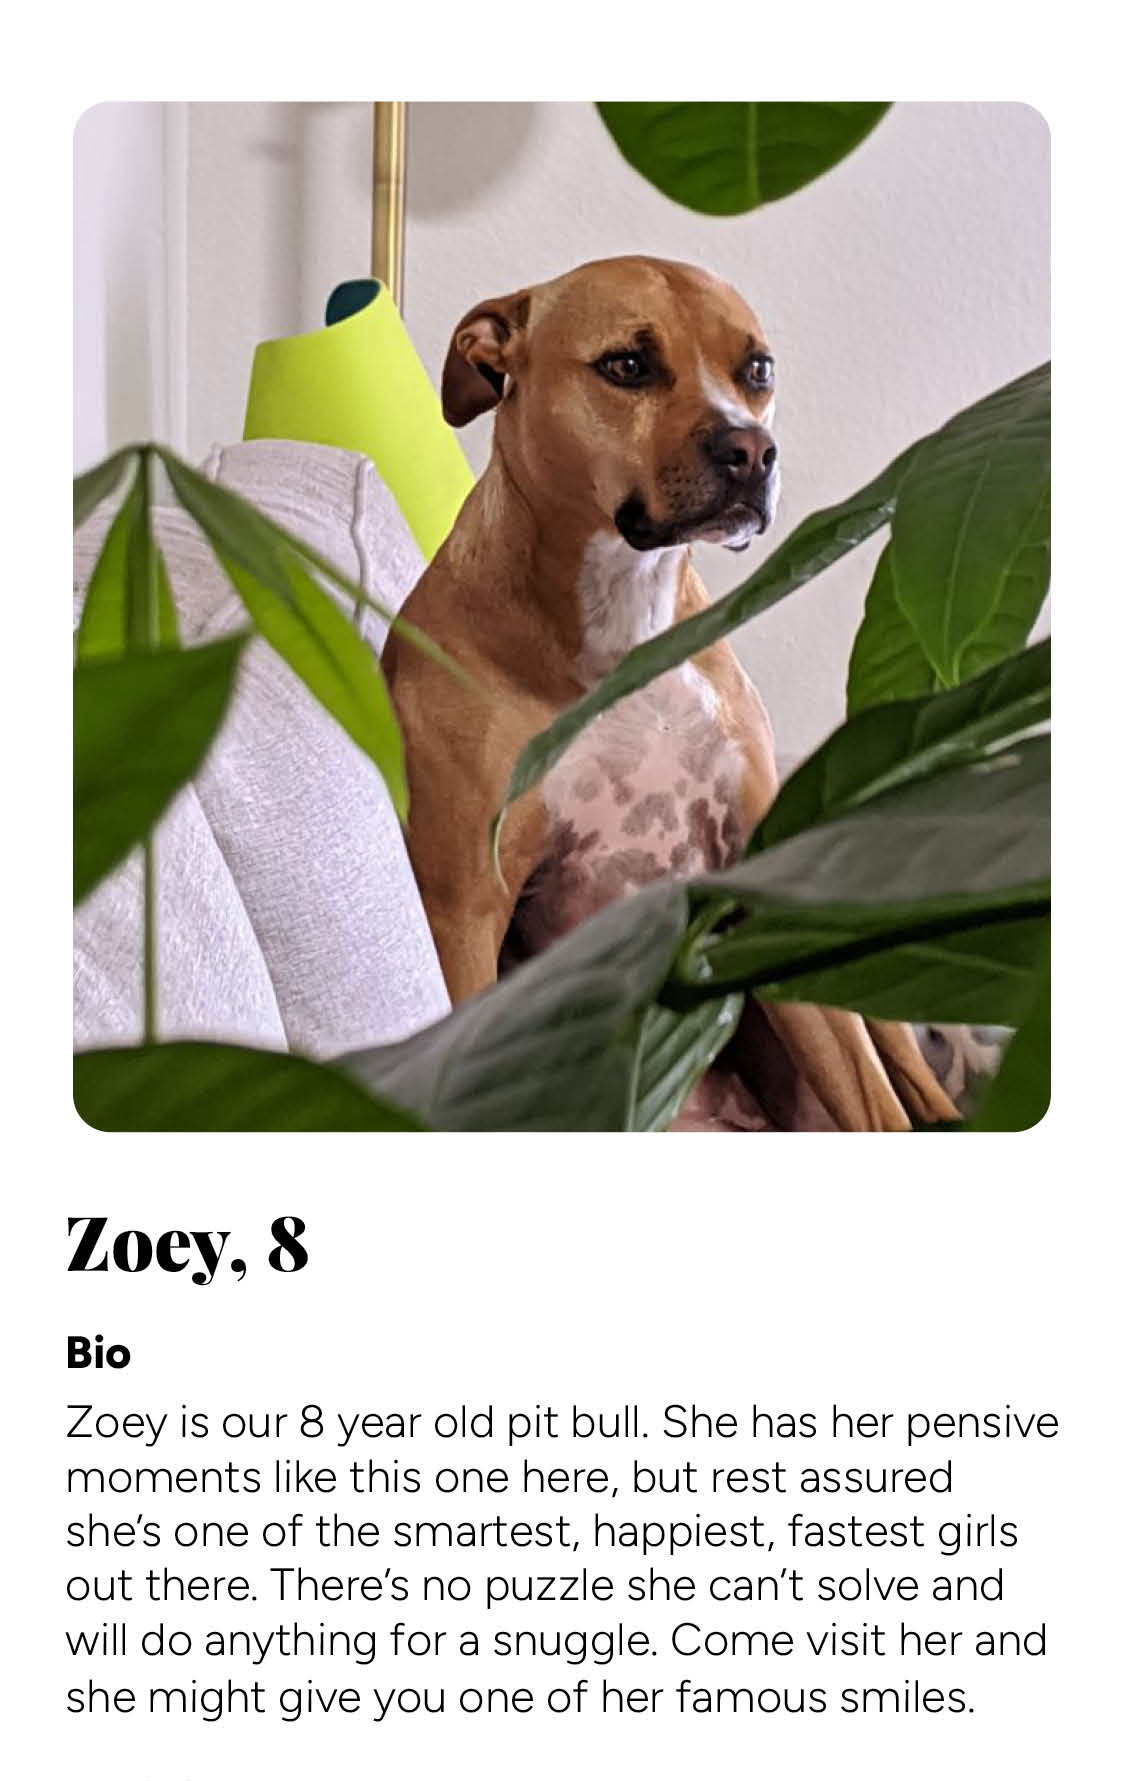 Zoey, 8
Bio
Zoey is our 8 year old pit bull. She has her pensive
moments like this one here, but rest assured
she’s one of the smartest, happiest, fastest girls
out there. There’s no puzzle she can’t solve and
will do anything for a snuggle. Come visit her and
she might give you one of her famous smiles.